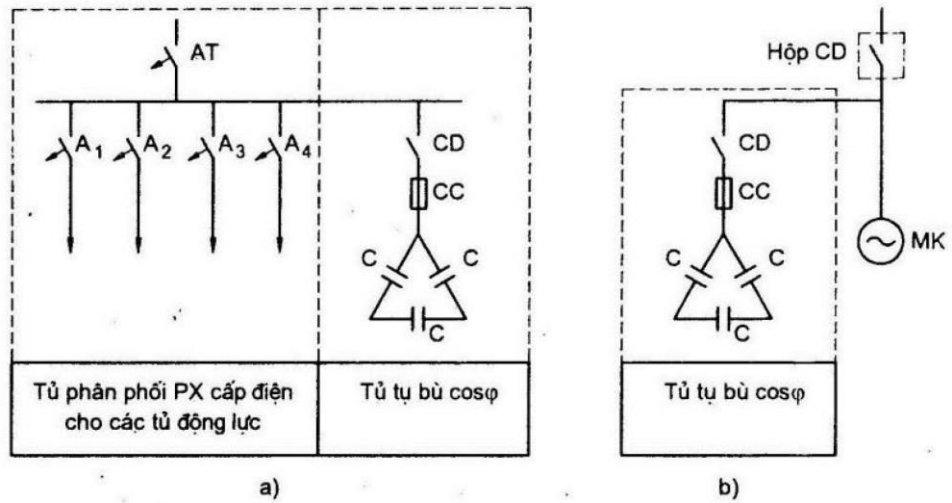 AT
Hộp CD
A1
A2
A3
A4
CD
CC
C
C
C
CD
CC
C
C
C
MK
Tủ phân phối PX cấp điện
cho các tủ động lực
Tủ tụ bù cosφ
Tủ tụ bù cosφ
a)
b)